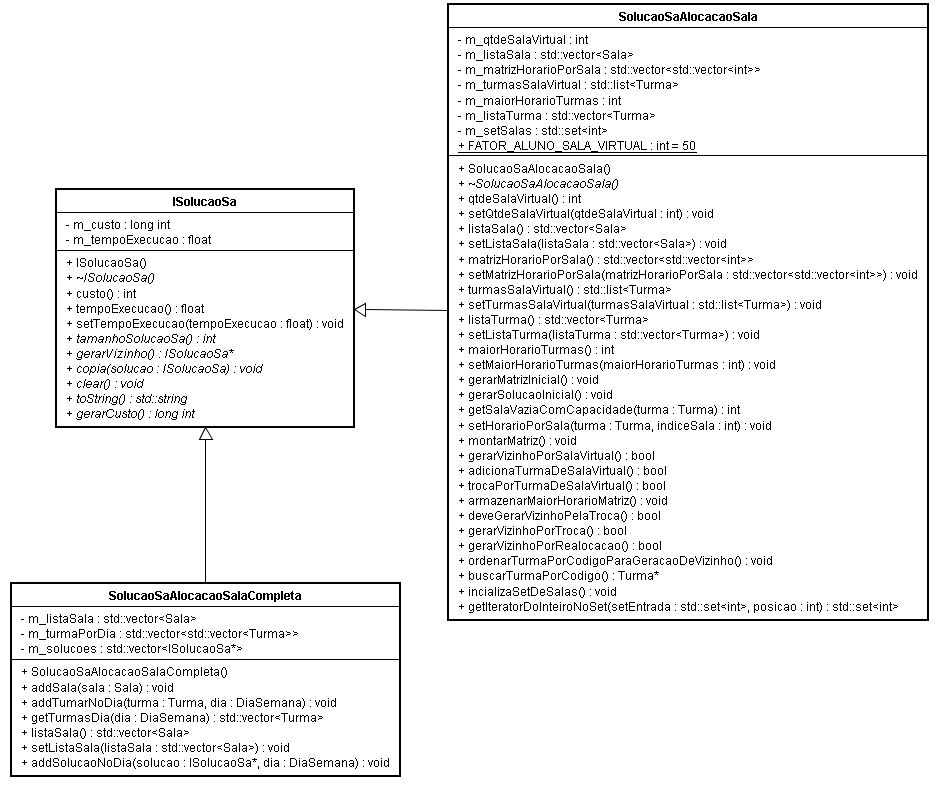 SolucaoSaAlocacaoSala
- m_qtdeSalaVirtual : int
- m_listaSala : std::vector<Sala>
- m_matrizHorarioPorSala : std::vector<std::vector<int>>
- m_turmasSalaVirtual : std::list<Turma>
- m_maiorHorarioTurmas : int
- m_listaTurma : std::vector<Turma>
- m_setSalas : std::set<int>
+ FATOR_ALUNO_SALA_VIRTUAL : int = 50
+ SolucaoSaAlocacaoSala()
+ ~SolucaoSaAlocacaoSala()
+ qtdeSalaVirtual() : int
+ setQtdeSalaVirtual(qtdeSalaVirtual : int) : void
+ listaSala() : std::vector<Sala>
+ setListaSala(listaSala : std::vector<Sala>) : void
+ matrizHorarioPorSala() : std::vector<std::vector<int>>
+ setMatrizHorarioPorSala(matrizHorarioPorSala : std::vector<std::vector<int>>) : void
+ turmasSalaVirtual() : std::list<Turma>
+ setTurmasSalaVirtual(turmasSalaVirtual : std::list<Turma>) : void
+ listaTurma() : std::vector<Turma>
+ setListaTurma(listaTurma : std::vector<Turma>) : void
+ maiorHorarioTurmas() : int
+ setMaiorHorarioTurmas(maiorHorarioTurmas : int) : void
+ gerarMatrizInicial() : void
+ gerarSolucaoInicial() : void
+ getSalaVaziaComCapacidade(turma : Turma) : int
+ setHorarioPorSala(turma : Turma, indiceSala : int) : void
+ montarMatriz() : void
+ gerarVizinhoPorSalaVirtual() : bool
+ adicionaTurmaDeSalaVirtual() : bool
+ trocaPorTurmaDeSalaVirtual() : bool
+ armazenarMaiorHorarioMatriz() : void
+ deveGerarVizinhoPelaTroca() : bool
+ gerarVizinhoPorTroca() : bool
+ gerarVizinhoPorRealocacao() : bool
+ ordenarTurmaPorCodigoParaGeracaoDeVizinho() : void
+ buscarTurmaPorCodigo() : Turma*
+ incializaSetDeSalas() : void
+ getIteratorDoInteiroNoSet(setEntrada : std::set<int>, posicao : int) : std::set<int>
ISolucaoSa
- m_custo : long int
- m_tempoExecucao : float
+ ISolucaoSa()
+ ~ISolucaoSa()
+ custo() : int
+ tempoExecucao() : float
+ setTempoExecucao(tempoExecucao : float) : void
+ tamanhoSolucaoSa() : int
+ gerarVizinho() : ISolucaoSa*
+ copia(solucao : ISolucaoSa) : void
+ clear() : void
+ toString() : std::string
+ gerarCusto() : long int
SolucaoSaAlocacaoSalaCompleta
- m_listaSala : std::vector<Sala>
- m_turmaPorDia : std::vector<std::vector<Turma>>
- m_solucoes : std::vector<ISolucaoSa*>
+ SolucaoSaAlocacaoSalaCompleta()
+ addSala(sala : Sala) : void
+ addTumarNoDia(turma : Turma, dia : DiaSemana) : void
+ getTurmasDia(dia : DiaSemana) : std::vector<Turma>
+ listaSala() : std::vector<Sala>
+ setListaSala(listaSala : std::vector<Sala>) : void
+ addSolucaoNoDia(solucao : ISolucaoSa*, dia : DiaSemana) : void